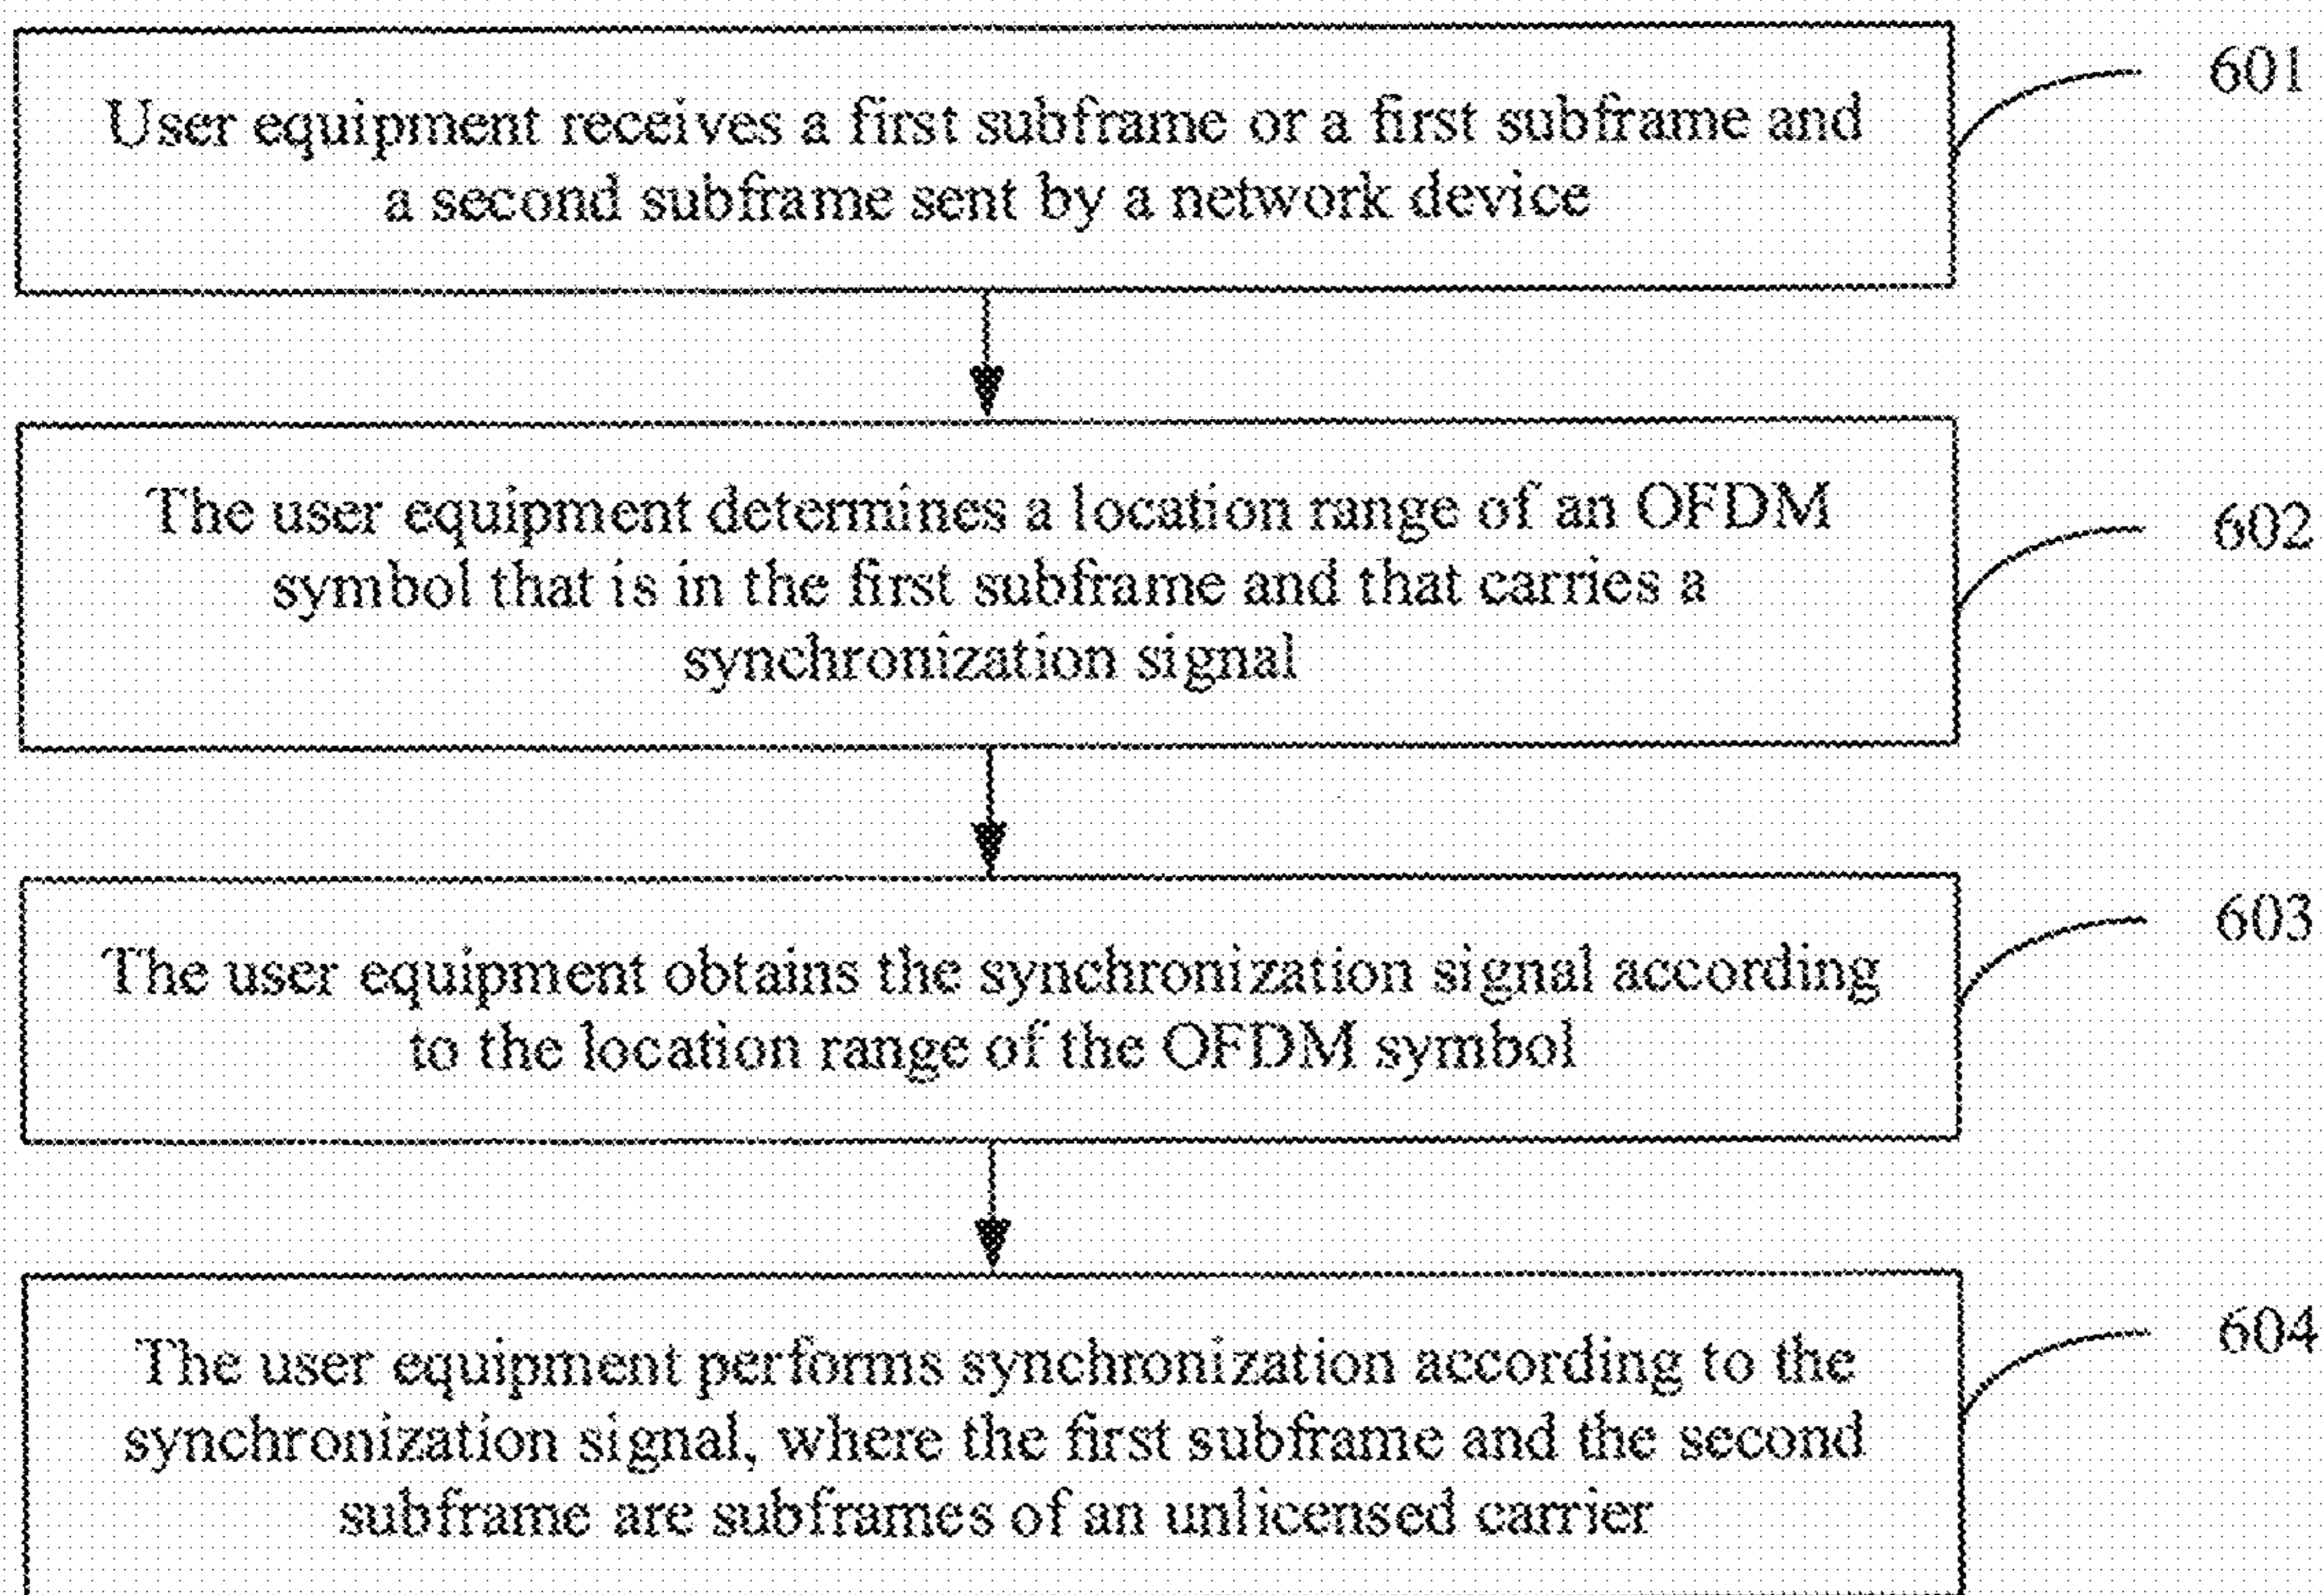 601
User equipment receives a first subframe or a first subframe and
a second subframe sent by a network device
602
The user equipment determines a location range of an OFDM
symbol that is in the first subframe and that carries a
synchronization signal
603
The user equipment obtains the synchronization signal according
to the location range of the OFDM symbol
604
The user equipment performs synchronization according to the
synchronization signal, where the first subframe and the second
subframe are subframes of an unlicensed carrier